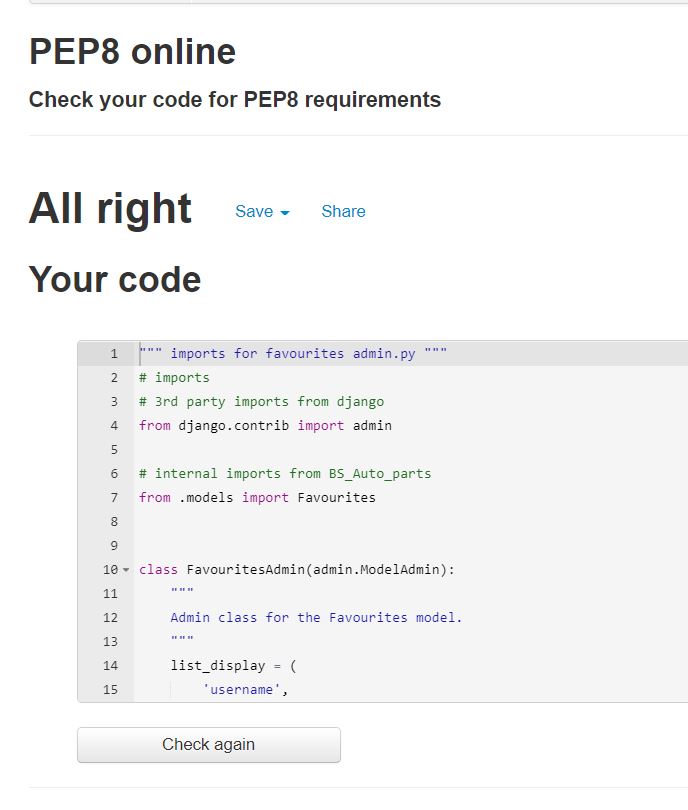 PEP8 online
Check your code for PEP8 requirements
All right Save Share
Your code
1 """ imports for favourites admin.py """
2 # imports
3 # 3rd party imports from django
4 from django.contrib import admin
5
6 # internal imports from BS_Auto_parts
7 from .models import Favourites
8
9
10 class FavouritesAdmin(admin.ModelAdmin):
11 """
12 Admin class for the Favourites model.
13 """
14 list_display = (
15 'username',
Check again